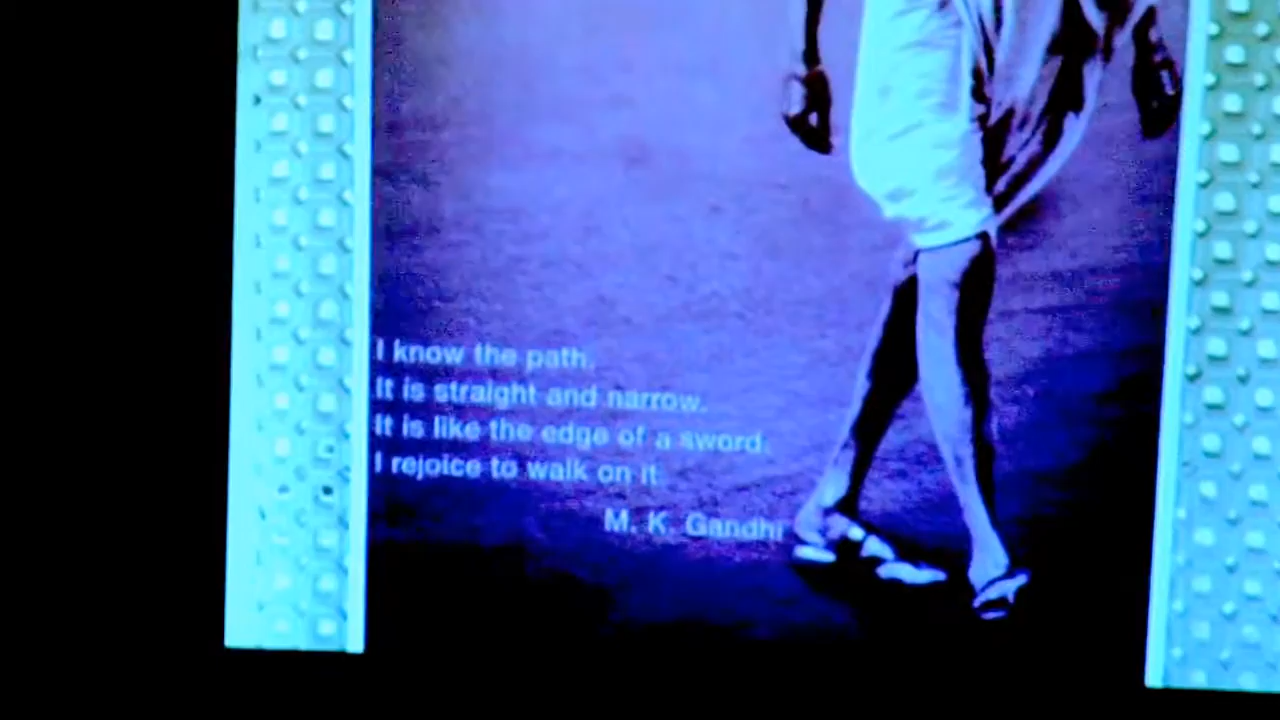 I know the path.
It is straight and narrow.
It is like the edge of a sword.
I rejoice to walk on it.
M. K. Gandhi